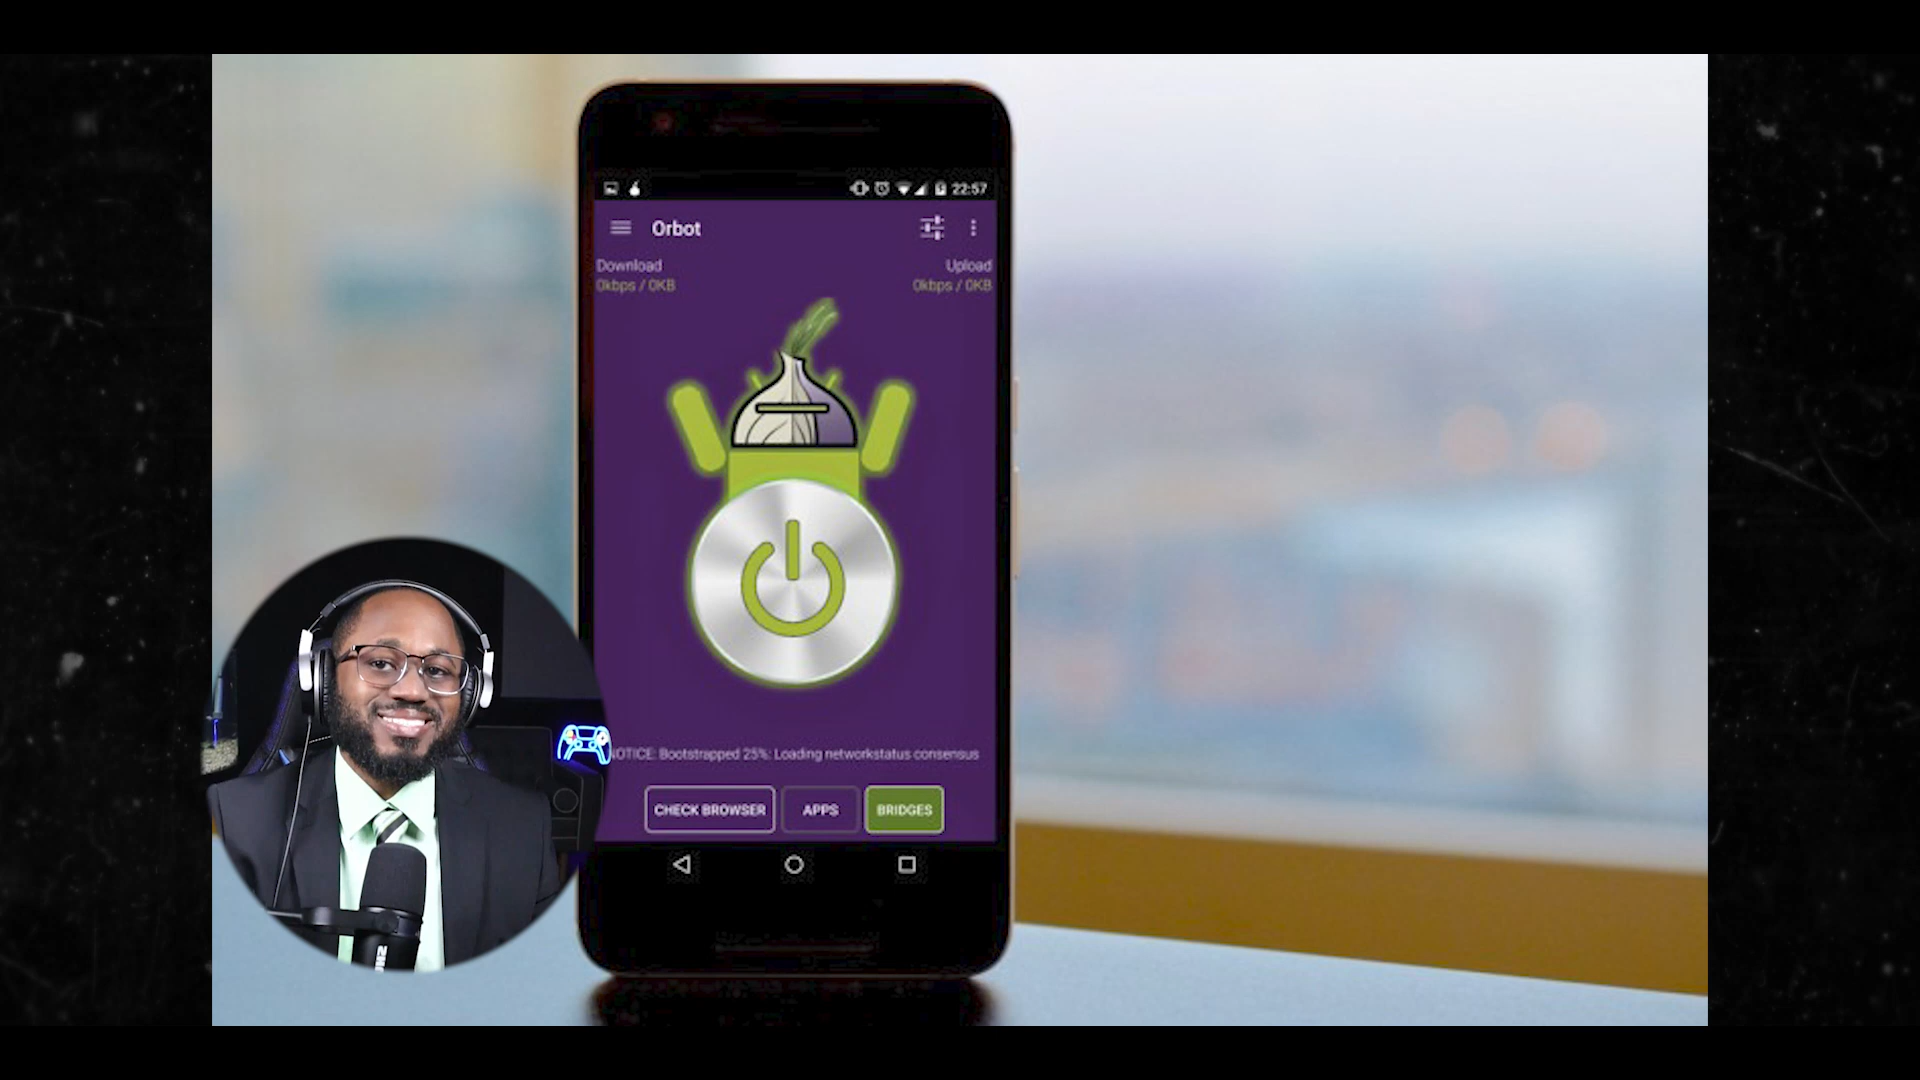 22:57
Orbot
Download
Upload
0kbps / 0KB
0kbps / 0KB
OTICE: Bootstrapped 25%: Loading networkstatus consensus
CHECK BROWSER
APPS
BRIDGES